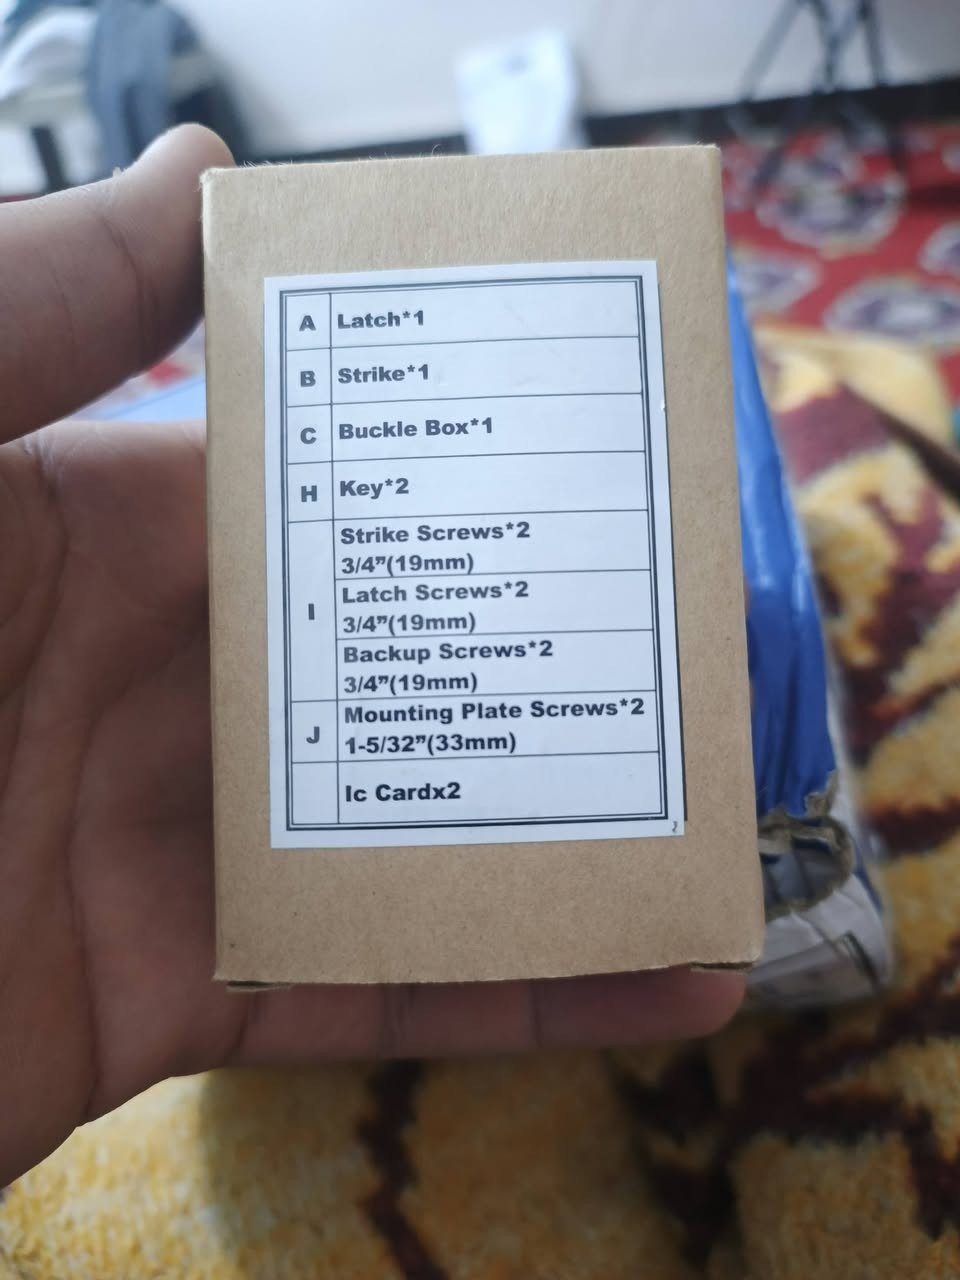 A Latch*1
B Strike*1
C Buckle Box*1
H Key*2
I
Strike Screws*2
3/4”(19mm)
Latch Screws*2
3/4”(19mm)
Backup Screws*2
3/4”(19mm)
J
Mounting Plate Screws*2
1-5/32”(33mm)
Ic Cardx2